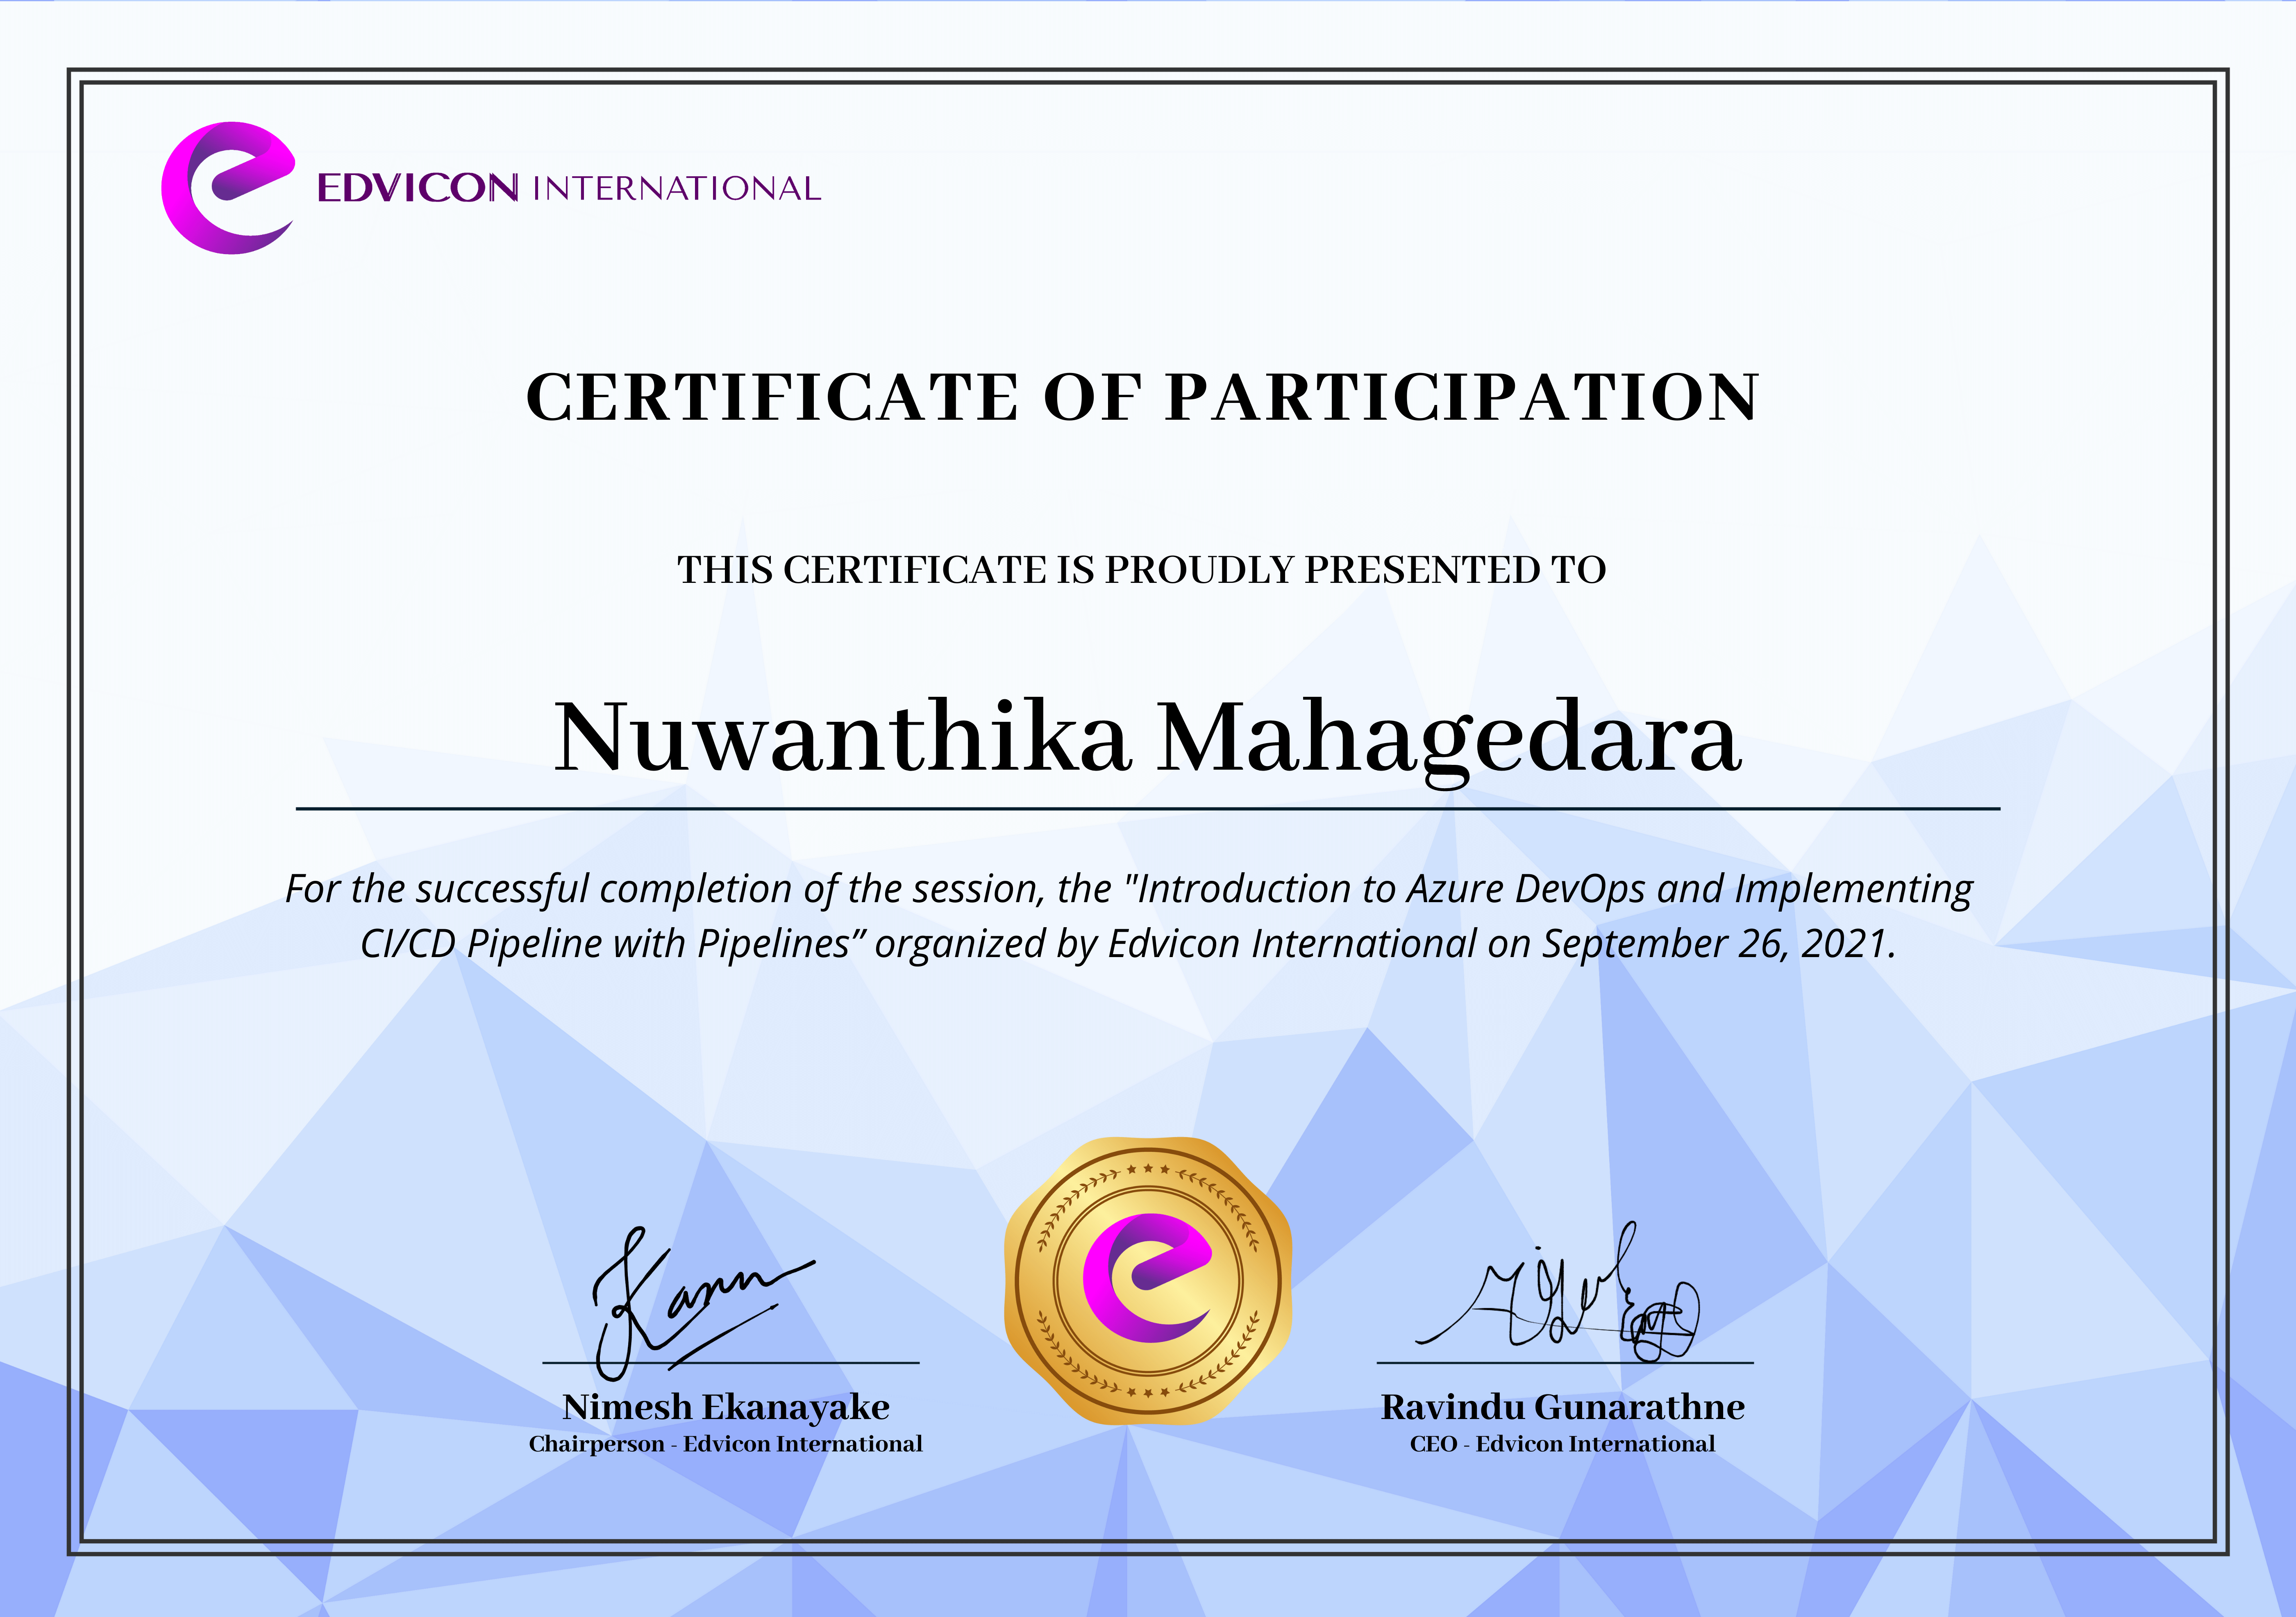 EDVICON INTERNATIONAL
CERTIFICATE OF PARTICIPATION
THIS CERTIFICATE IS PROUDLY PRESENTED TO
Nuwanthika Mahagedara
For the successful completion of the session, the "Introduction to Azure DevOps and Implementing
CI/CD Pipeline with Pipelines” organized by Edvicon International on September 26, 2021.
Nimesh Ekanayake
Chairperson - Edvicon International
Ravindu Gunarathne
CEO - Edvicon International